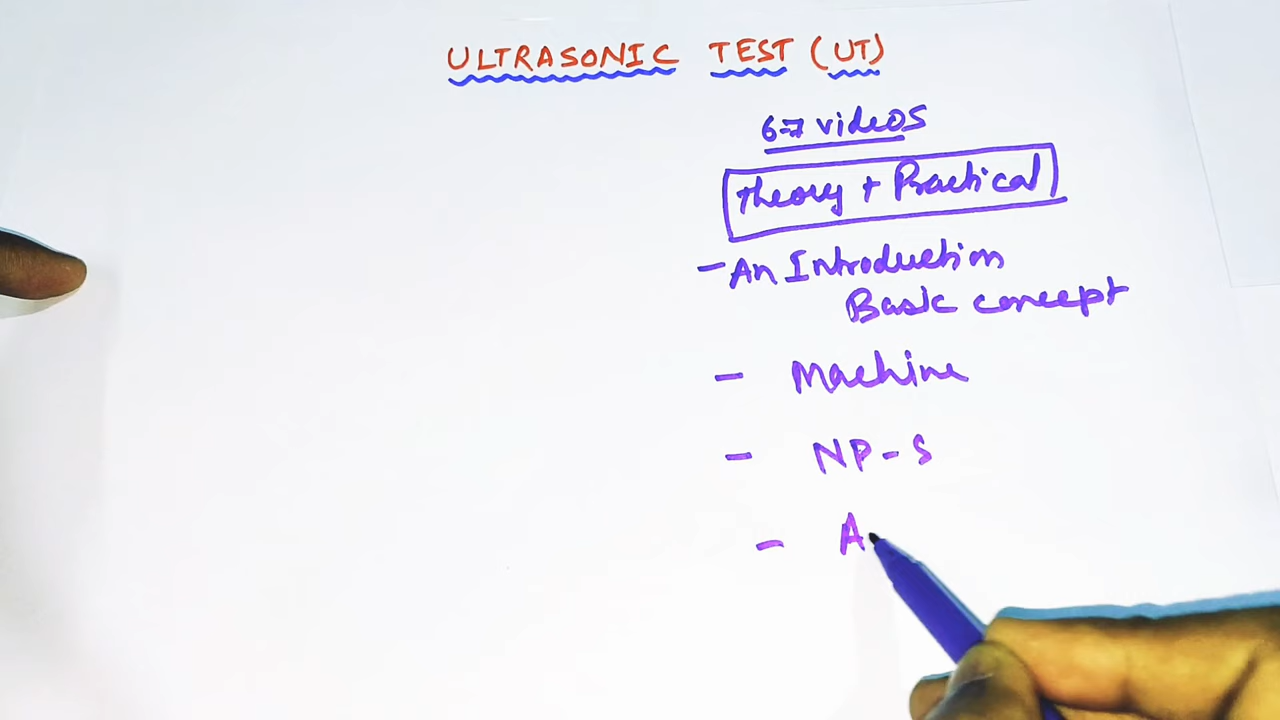 ULTRASONIC TEST (UT)
6-7 videos
Theory + Practical
- An Introduction
Basic concept
- Machine
- NP-S
- A